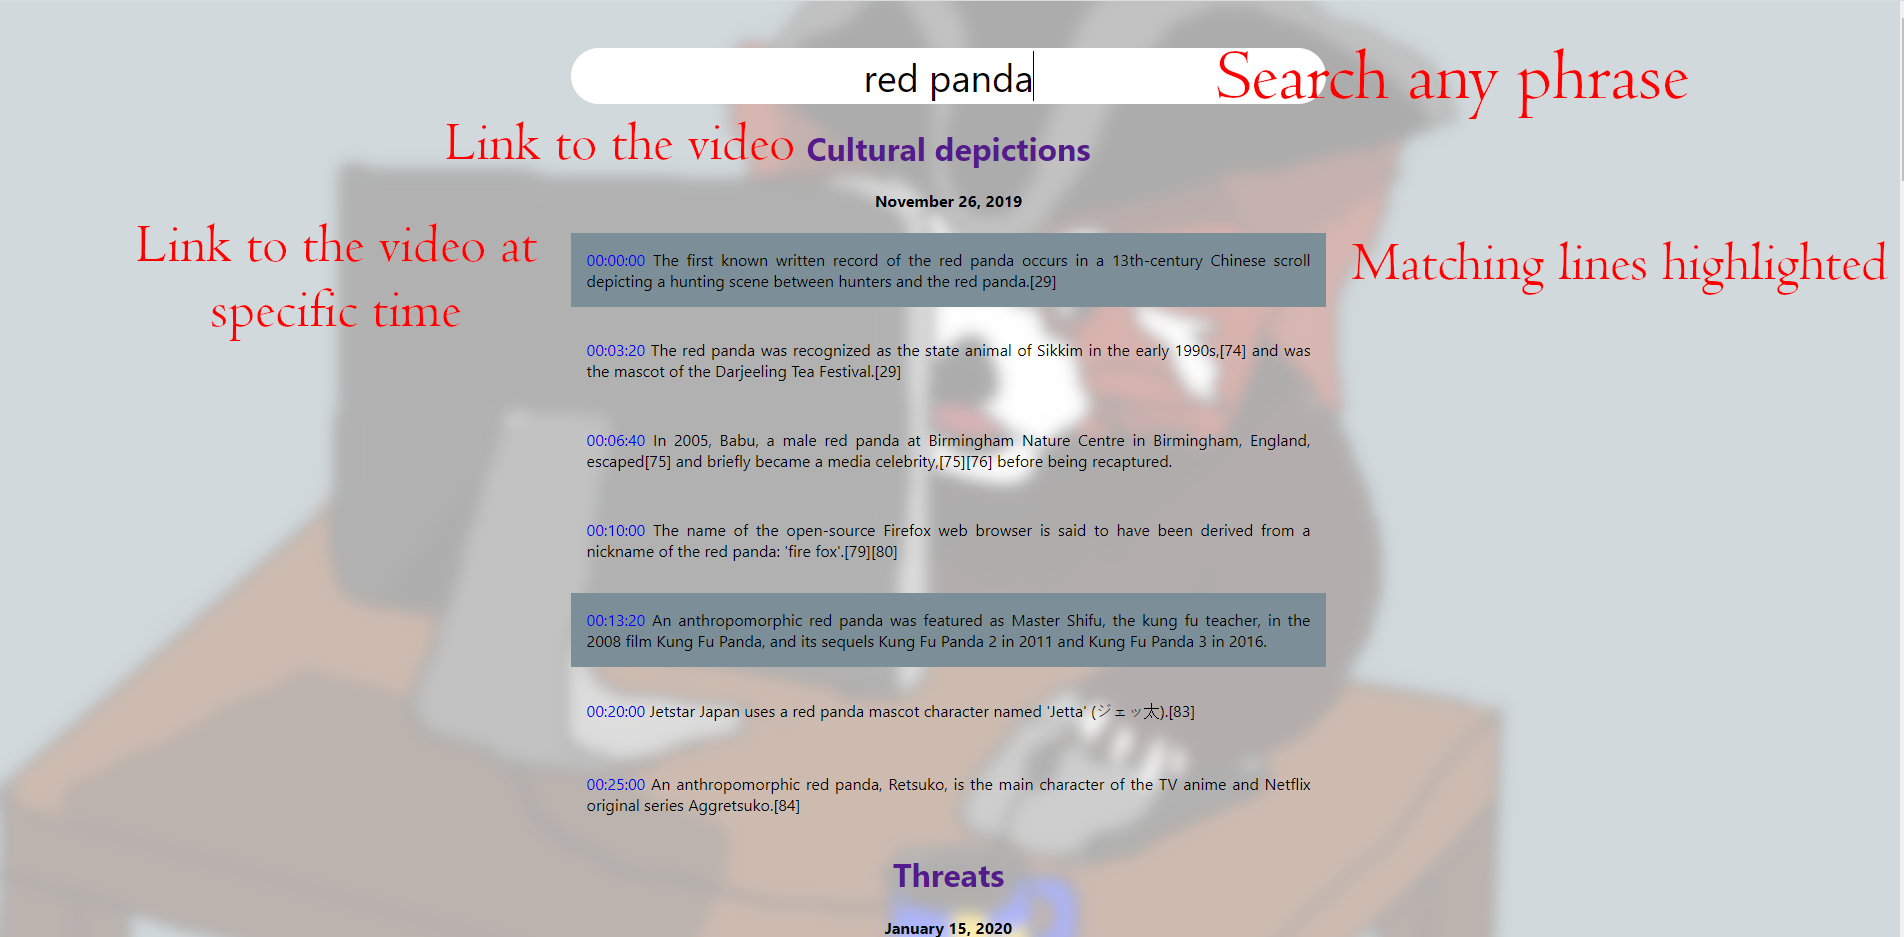 red panda
Search any phrase
Link to the video
Cultural depictions
November 26, 2019
Link to the video at
specific time
00:00:00 The first known written record of the red panda occurs in a 13th-century Chinese scroll
depicting a hunting scene between hunters and the red panda.[29]
Matching lines highlighted
00:03:20 The red panda was recognized as the state animal of Sikkim in the early 1990s,[74] and was
the mascot of the Darjeeling Tea Festival.[29]
00:06:40 In 2005, Babu, a male red panda at Birmingham Nature Centre in Birmingham, England,
escaped[75] and briefly became a media celebrity,[75][76] before being recaptured.
00:10:00 The name of the open-source Firefox web browser is said to have been derived from a
nickname of the red panda: 'fire fox'.[79][80]
00:13:20 An anthropomorphic red panda was featured as Master Shifu, the kung fu teacher, in the
2008 film Kung Fu Panda, and its sequels Kung Fu Panda 2 in 2011 and Kung Fu Panda 3 in 2016.
00:20:00 Jetstar Japan uses a red panda mascot character named 'Jetta' (ジェッ太).[83]
00:25:00 An anthropomorphic red panda, Retsuko, is the main character of the TV anime and Netflix
original series Aggretsuko.[84]
Threats
January 15, 2020